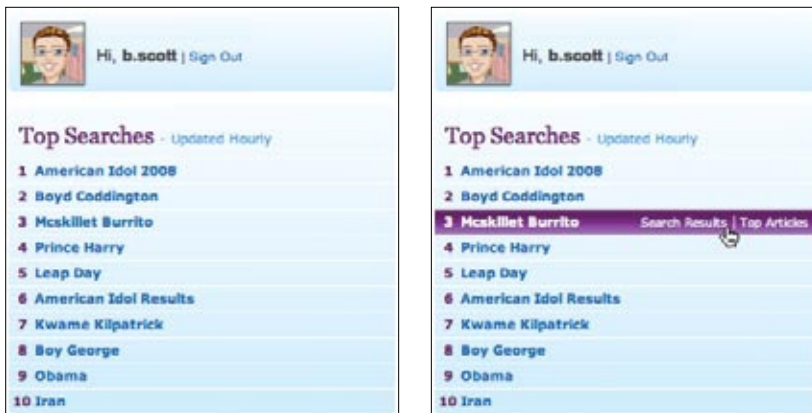 Hi, b.scott | Sign Out
Top Searches - Updated Hourly
1 American Idol 2008
2 Boyd Coddington
3 Mcskillet Burrito
4 Prince Harry
5 Leap Day
6 American Idol Results
7 Kwame Kilpatrick
8 Boy George
9 Obama
10 Iran
Hi, b.scott | Sign Out
Top Searches - Updated Hourly
1 American Idol 2008
2 Boyd Coddington
3 Mcskillet Burrito Search Results | Top Articles
4 Prince Harry
5 Leap Day
6 American Idol Results
7 Kwame Kilpatrick
8 Boy George
9 Obama
10 Iran